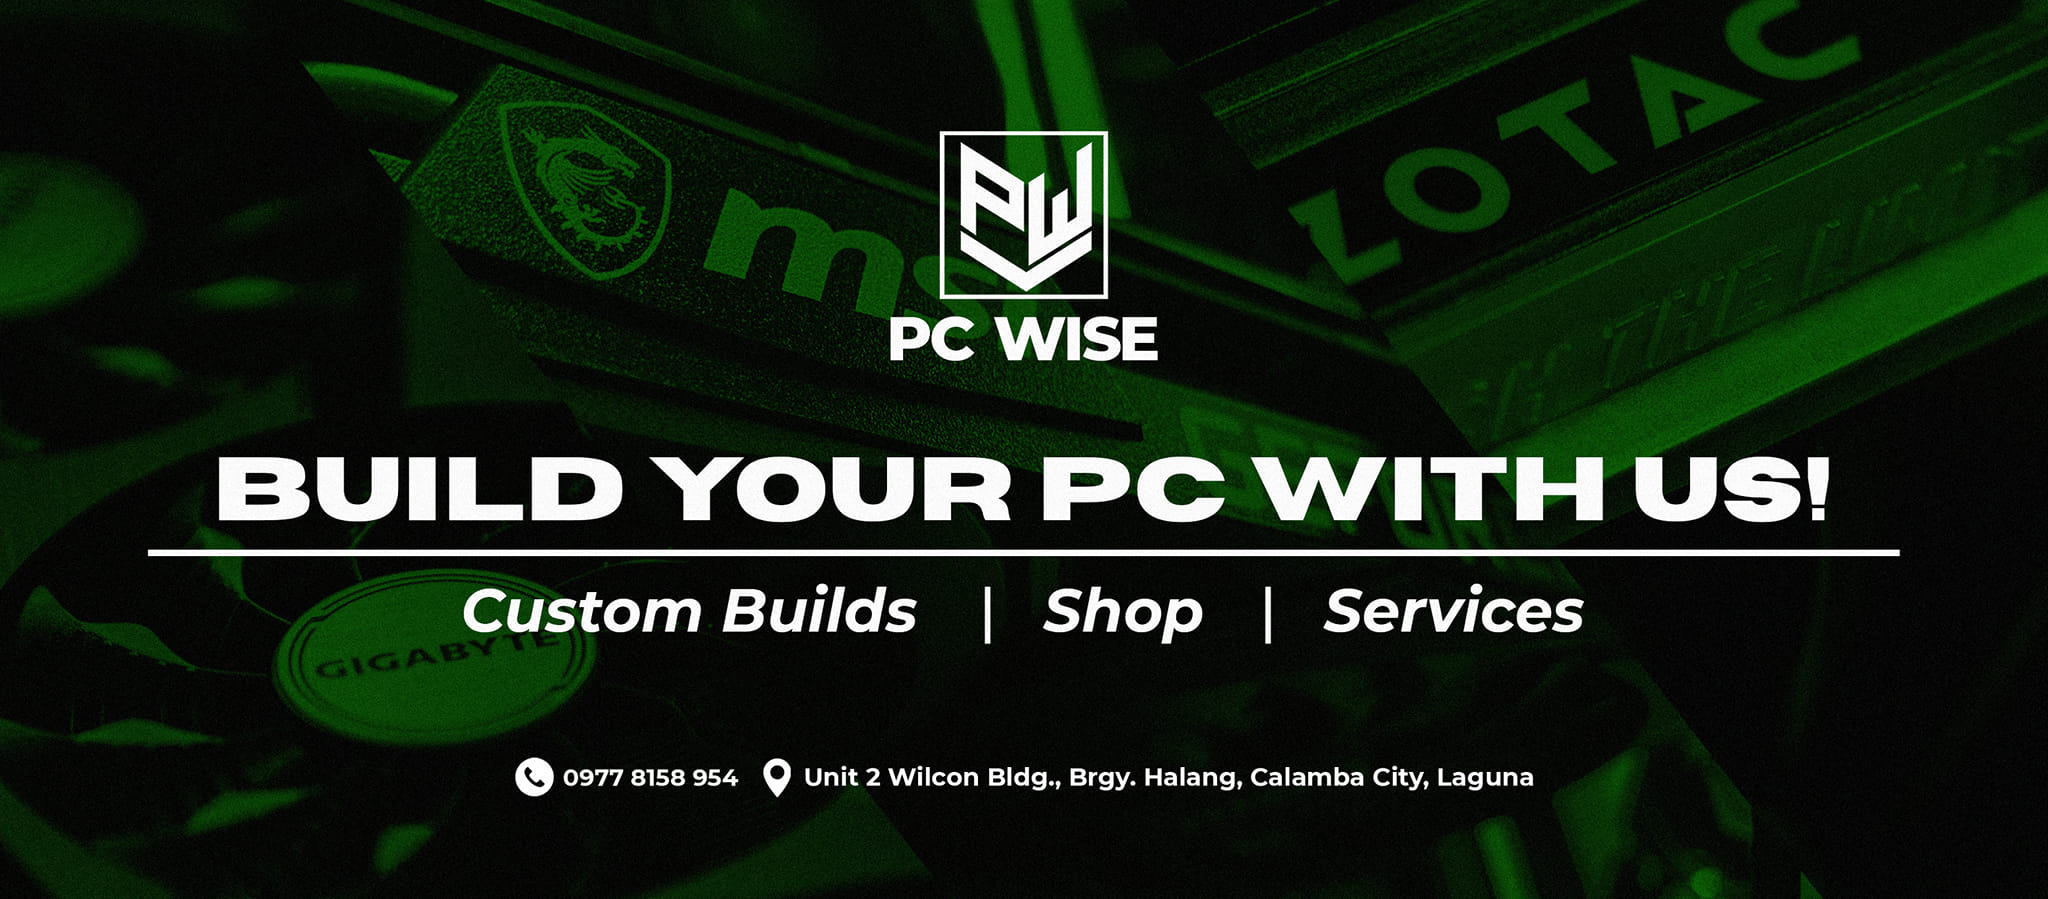 ZOTAC
msi
PW
PC WISE
BUILD YOUR PC WITH US!
Custom Builds | Shop | Services
GIGABYTE
0977 8158 954
Unit 2 Wilcon Bldg., Brgy. Halang, Calamba City, Laguna